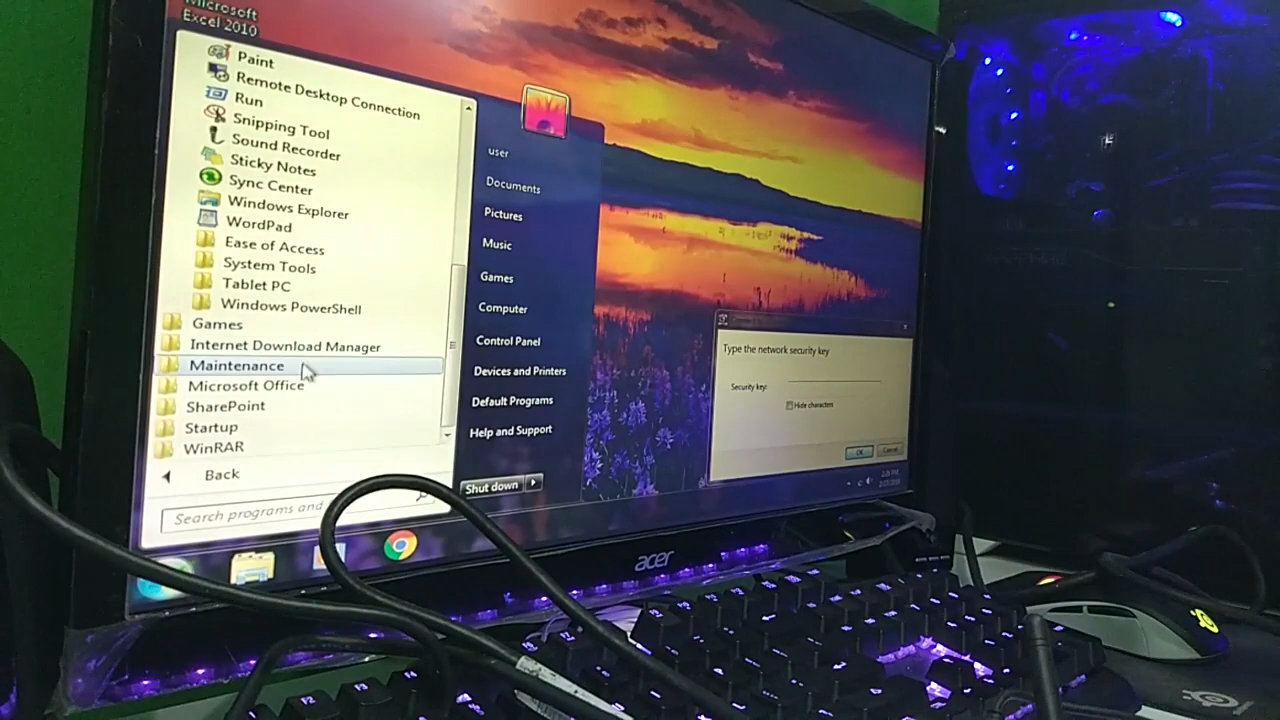 Microsoft
Excel 2010
Paint
Remote Desktop Connection
Run
Snipping Tool
Sound Recorder
Sticky Notes
Sync Center
Windows Explorer
WordPad
Ease of Access
System Tools
Tablet PC
Windows PowerShell
Games
Internet Download Manager
Maintenance
Microsoft Office
SharePoint
Startup
WinRAR
Back
Search programs and
user
Documents
Pictures
Music
Games
Computer
Control Panel
Devices and Printers
Default Programs
Help and Support
Shut down
Type the network security key
Security key:
Hide characters
OK
Cancel
acer